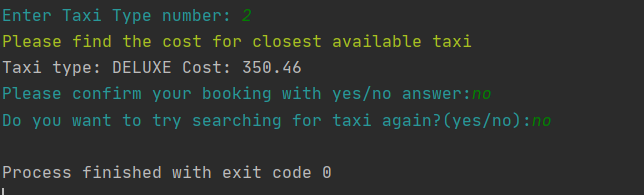 Enter Taxi Type number: 2
Please find the cost for closest available taxi
Taxi type: DELUXE Cost: 350.46
Please confirm your booking with yes/no answer:no
Do you want to try searching for taxi again?(yes/no):no
Process finished with exit code 0